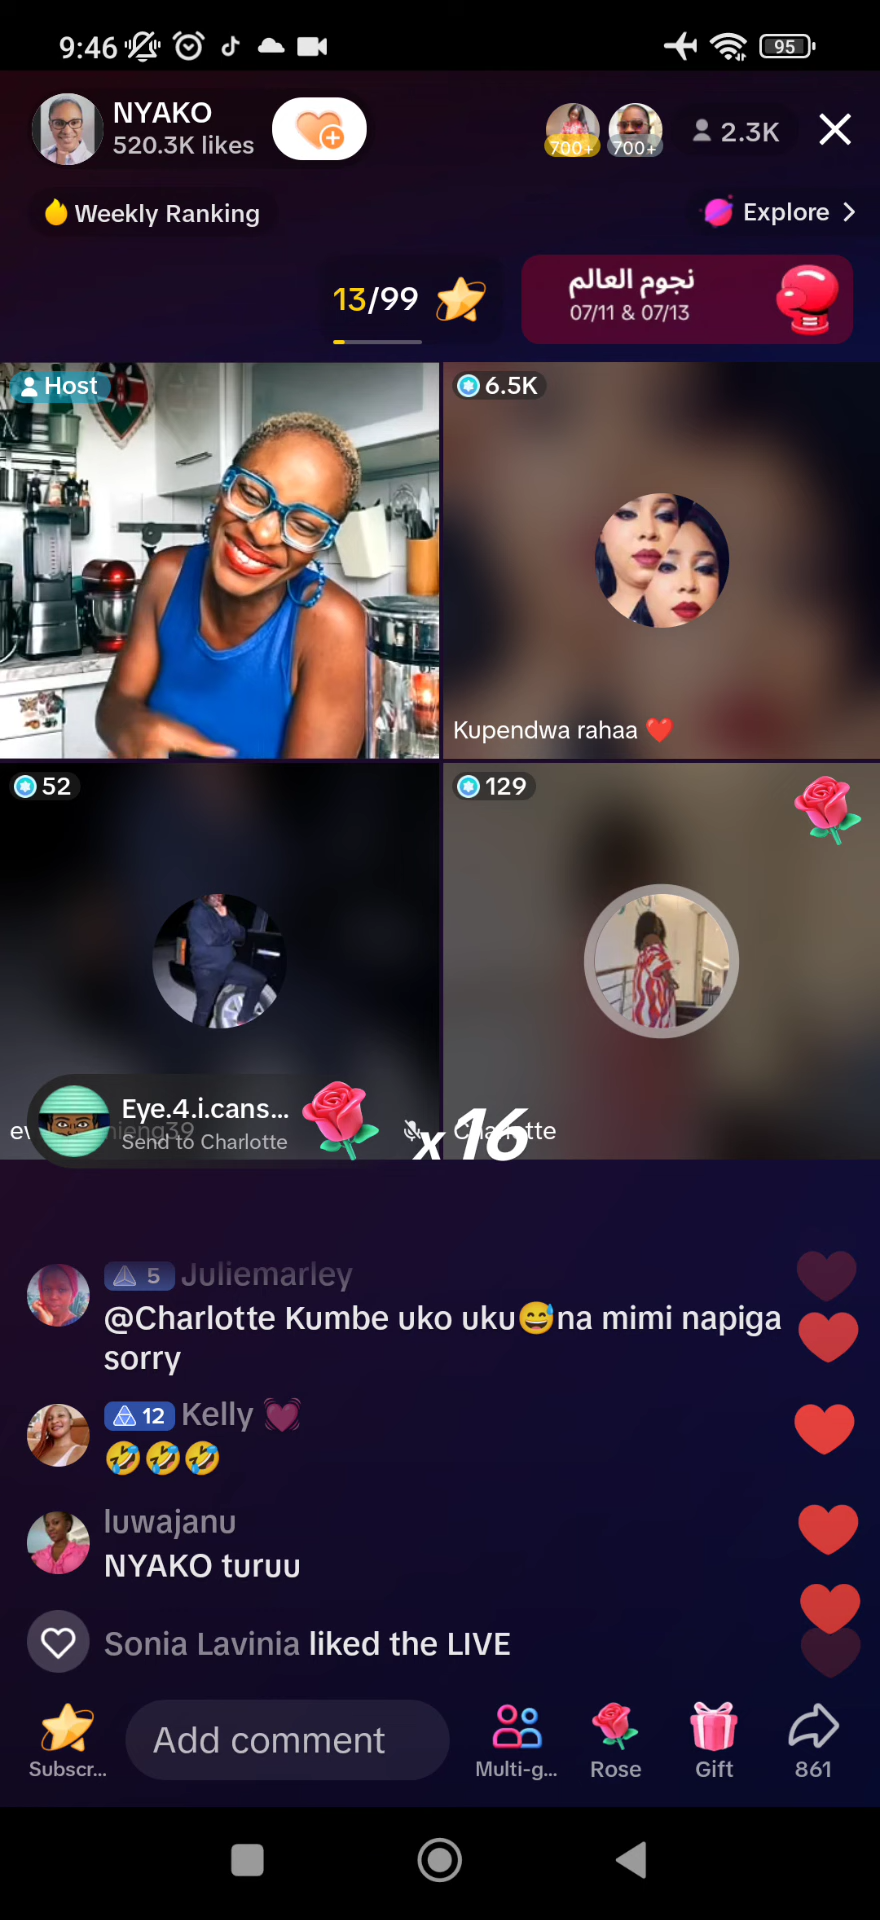 9:46
95
NYAKO
520.3K likes
700+
700+
2.3K
Weekly Ranking
Explore
13/99
نجوم العالم
07/11 & 07/13
Host
6.5K
Kupendwa rahaa ❤️
52
129
Eye.4.i.cans...
Send to Charlotte
x 16
Charlotte
5 Juliemarley
@Charlotte Kumbe uko uku😅na mimi napiga
sorry
12 Kelly 💓
🤣🤣🤣
luwajanu
NYAKO turuu
Sonia Lavinia liked the LIVE
Subscr...
Add comment
Multi-g...
Rose
Gift
861